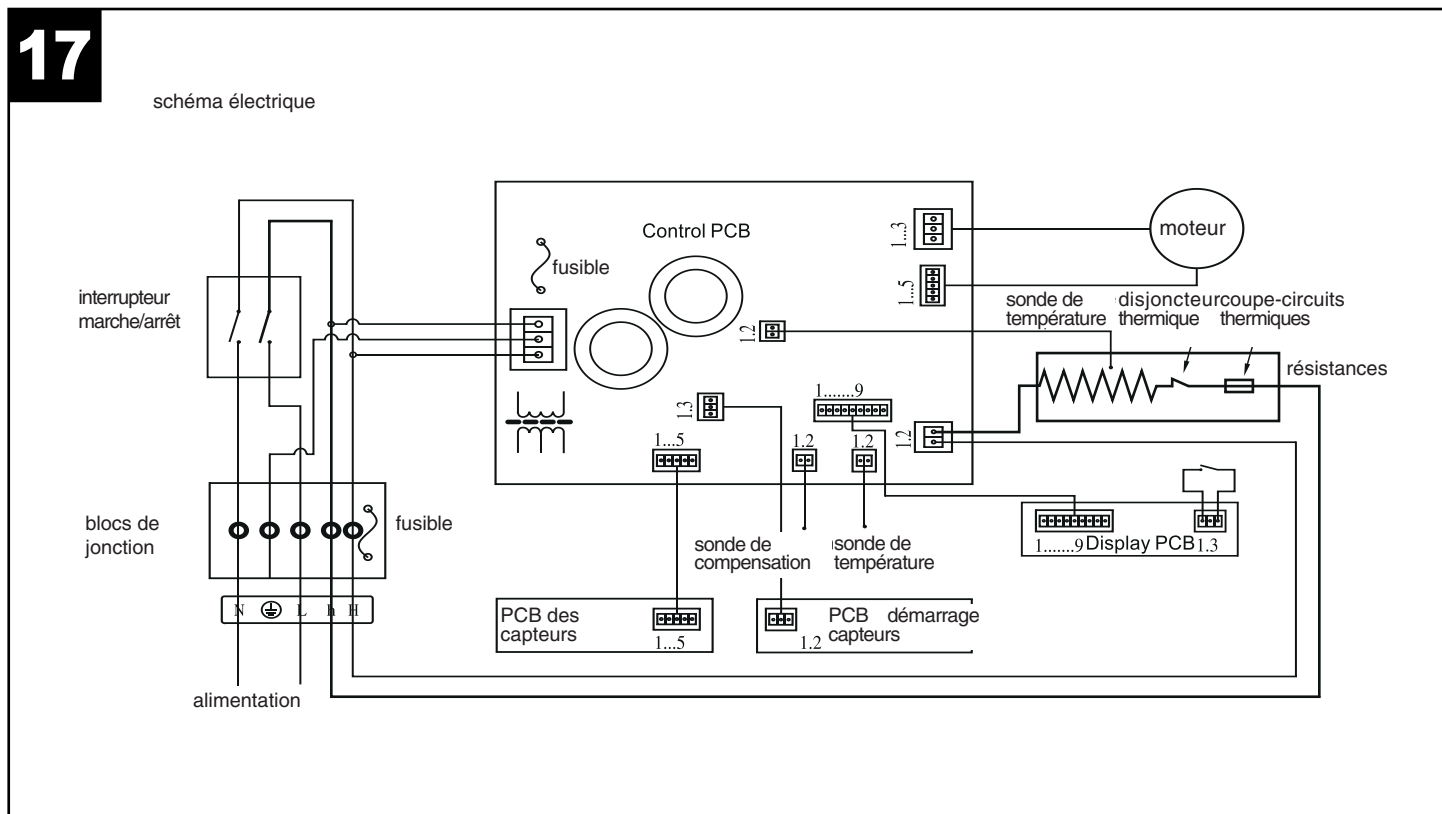 17
schéma électrique
Control PCB
fusible
1...3
moteur
1...5
interrupteur
marche/arrêt
sonde de
température
disjoncteur
thermique
coupe-circuits
thermiques
1.2
résistances
1.......9
1.3
1.2
1...5
1.2
1.2
blocs de
jonction
fusible
sonde de
compensation
sonde de
température
1.......9
Display PCB
1.3
N L h H
PCB des
capteurs
1...5
1.2
PCB démarrage
capteurs
alimentation